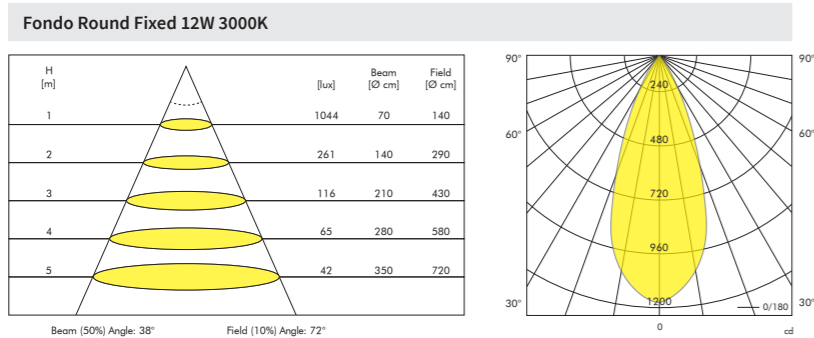 Fondo Round Fixed 12W 3000K
H
[m]
[lux]
Beam
[Ø cm]
Field
[Ø cm]
1 1044 70 140
2 261 140 290
3 116 210 430
4 65 280 580
5 42 350 720
Beam (50%) Angle: 38° Field (10%) Angle: 72°
90° 90°
240
60° 480 60°
720
960
30° 1200 0/180 30°
0 cd